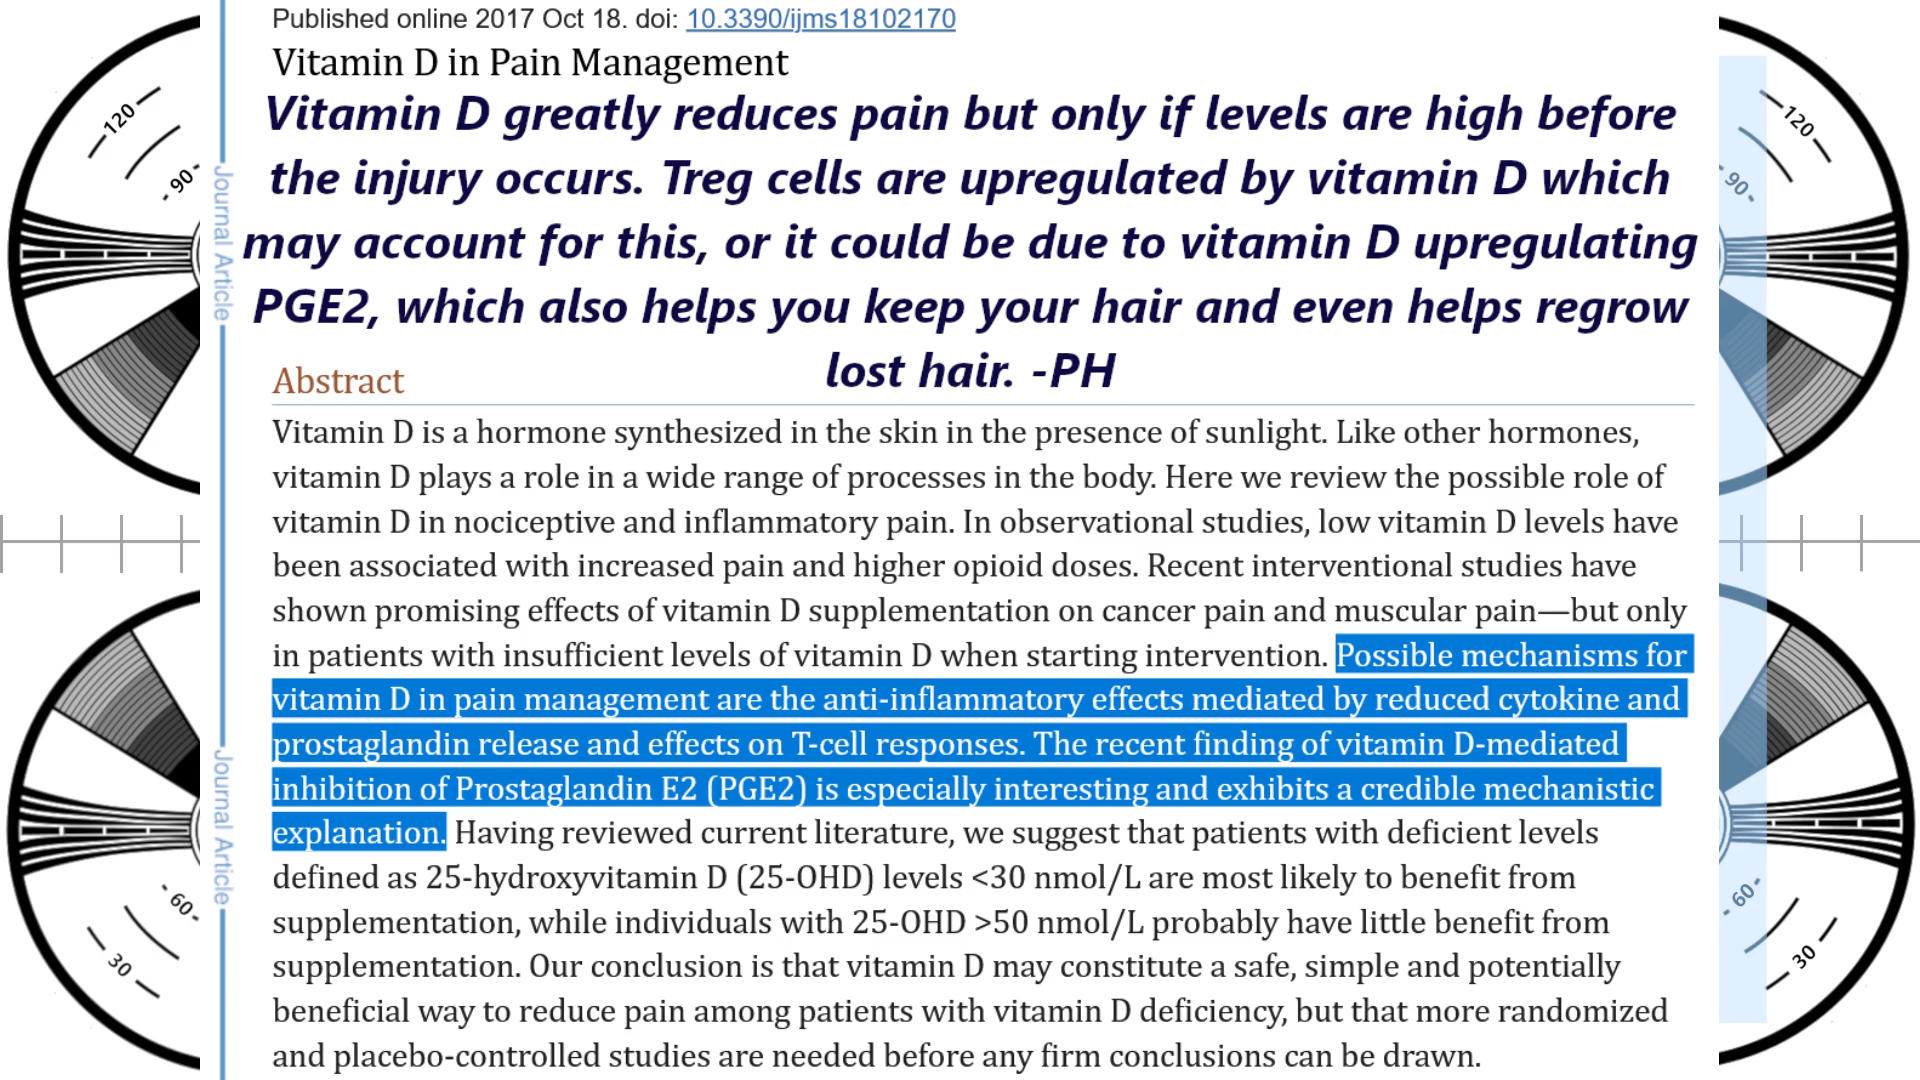 Published online 2017 Oct 18. doi: 10.3390/ijms18102170
Vitamin D in Pain Management
Vitamin D greatly reduces pain but only if levels are high before
the injury occurs. Treg cells are upregulated by vitamin D which
may account for this, or it could be due to vitamin D upregulating
PGE2, which also helps you keep your hair and even helps regrow
lost hair. -PH
Abstract
Vitamin D is a hormone synthesized in the skin in the presence of sunlight. Like other hormones,
vitamin D plays a role in a wide range of processes in the body. Here we review the possible role of
vitamin D in nociceptive and inflammatory pain. In observational studies, low vitamin D levels have
been associated with increased pain and higher opioid doses. Recent interventional studies have
shown promising effects of vitamin D supplementation on cancer pain and muscular pain—but only
in patients with insufficient levels of vitamin D when starting intervention. Possible mechanisms for
vitamin D in pain management are the anti-inflammatory effects mediated by reduced cytokine and
prostaglandin release and effects on T-cell responses. The recent finding of vitamin D-mediated
inhibition of Prostaglandin E2 (PGE2) is especially interesting and exhibits a credible mechanistic
explanation. Having reviewed current literature, we suggest that patients with deficient levels
defined as 25-hydroxyvitamin D (25-OHD) levels <30 nmol/L are most likely to benefit from
supplementation, while individuals with 25-OHD >50 nmol/L probably have little benefit from
supplementation. Our conclusion is that vitamin D may constitute a safe, simple and potentially
beneficial way to reduce pain among patients with vitamin D deficiency, but that more randomized
and placebo-controlled studies are needed before any firm conclusions can be drawn.
Journal Article
Journal Article
120
90
60
30
120
90
60
30